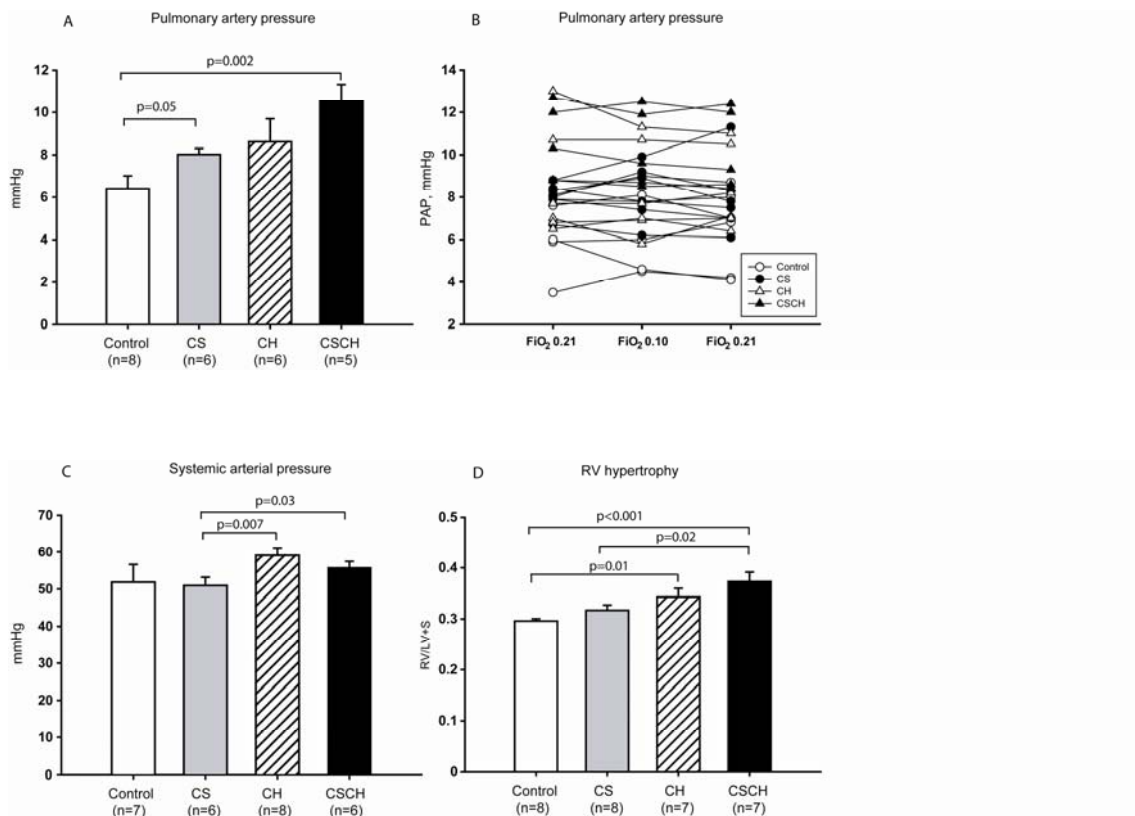 A
Pulmonary artery pressure
p=0.002
p=0.05
12
10
8
6
4
2
0
mmHg
Control
(n=8)
CS
(n=6)
CH
(n=6)
CSCH
(n=5)
B
Pulmonary artery pressure
14
12
10
8
6
4
2
PAP, mmHg
Control
CS
CH
CSCH
FiO2 0.21
FiO2 0.10
FiO2 0.21
C
Systemic arterial pressure
p=0.03
p=0.007
70
60
50
40
30
20
10
0
mmHg
Control
(n=7)
CS
(n=6)
CH
(n=8)
CSCH
(n=6)
D
RV hypertrophy
p<0.001
p=0.02
p=0.01
0.5
0.4
0.3
0.2
0.1
0
RV/LV+S
Control
(n=8)
CS
(n=8)
CH
(n=7)
CSCH
(n=7)